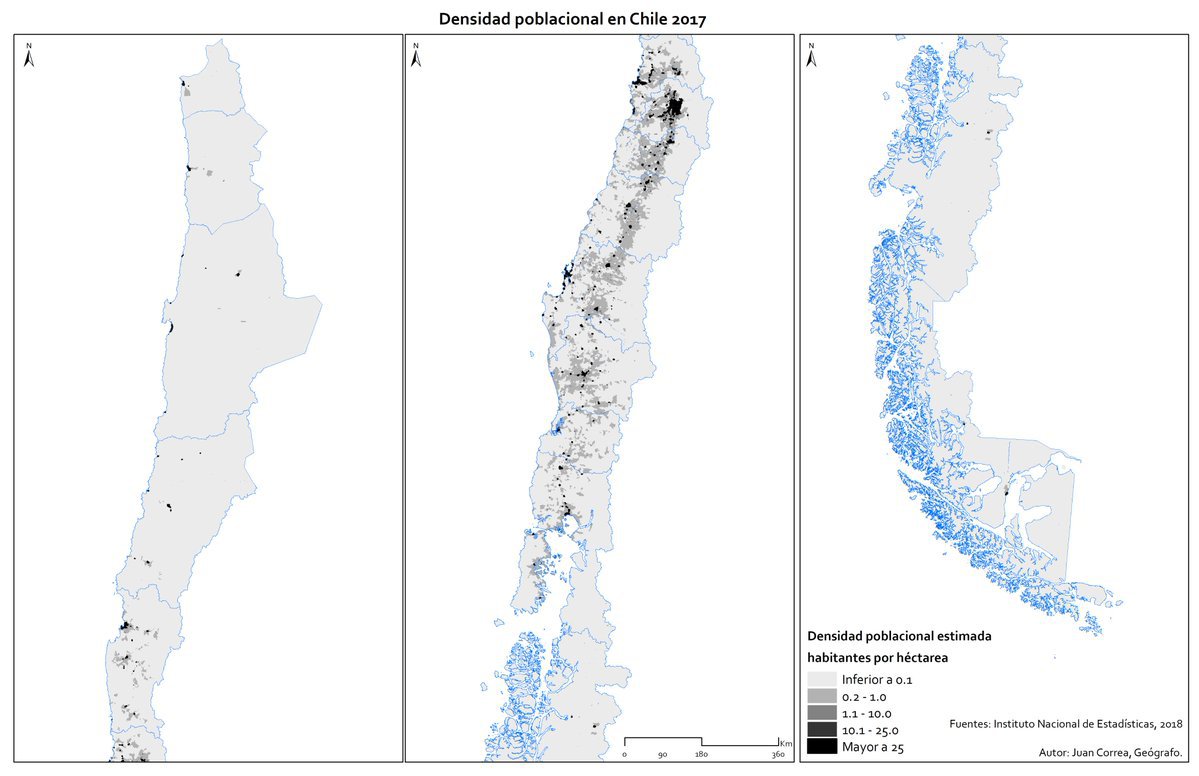 Densidad poblacional en Chile 2017
N
N
N
Densidad poblacional estimada
habitantes por héctarea
Inferior a 0.1
0.2 - 1.0
1.1 - 10.0
10.1 - 25.0
Mayor a 25
Km
0 90 180 360
Fuentes: Instituto Nacional de Estadísticas, 2018
Autor: Juan Correa, Geógrafo.